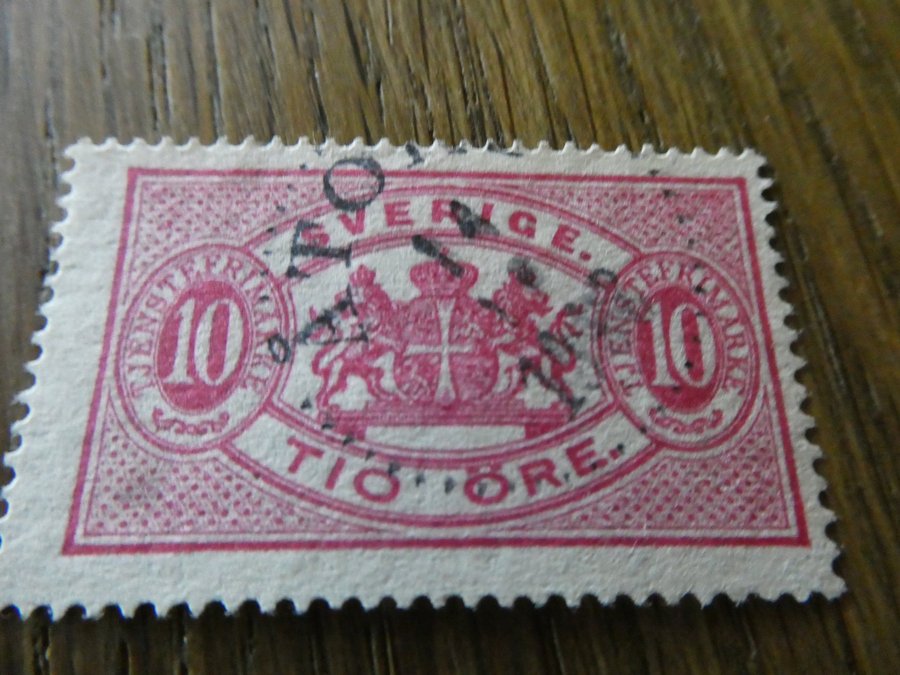 SVERIGE.
TJENSTEFRIMÄRKE
10
TJENSTEFRIMÄRKE
10
TIO ÖRE.